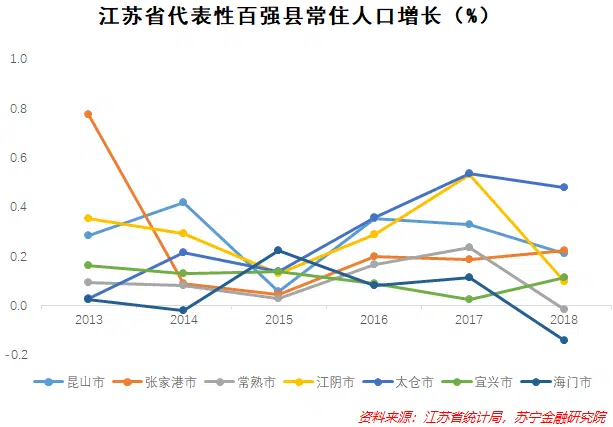 江苏省代表性百强县常住人口增长（%）
1.0
0.8
0.6
0.4
0.2
0.0
-0.2
2013 2014 2015 2016 2017 2018
昆山市 张家港市 常熟市 江阴市 太仓市 宜兴市 海门市
资料来源：江苏省统计局，苏宁金融研究院